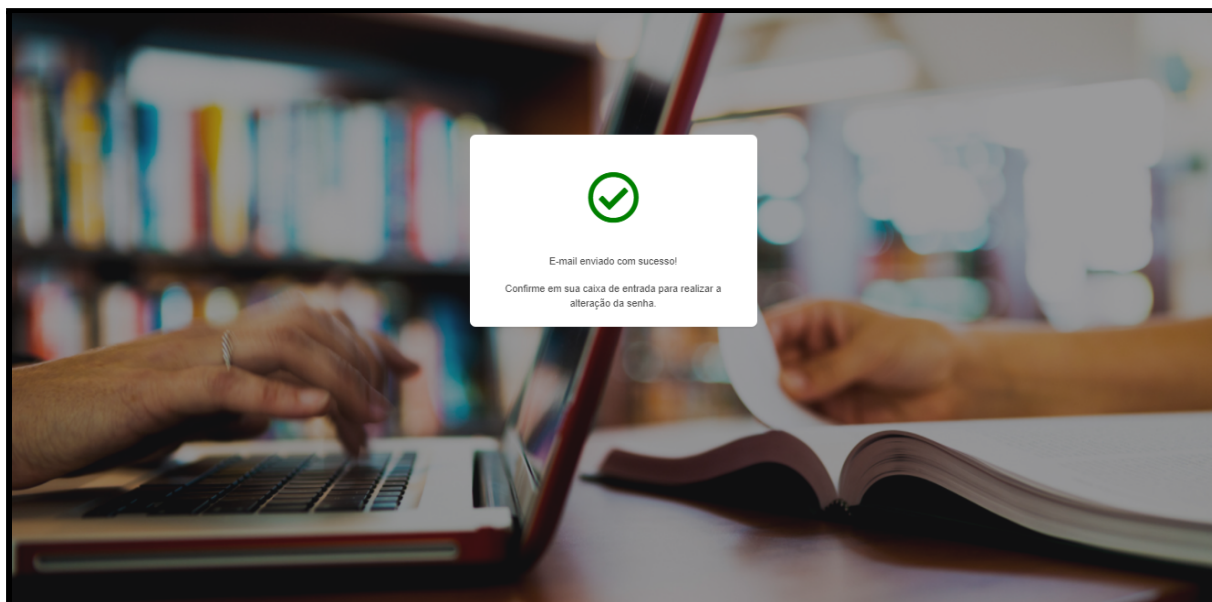 E-mail enviado com sucesso!
Confirme em sua caixa de entrada para realizar a
alteração da senha.